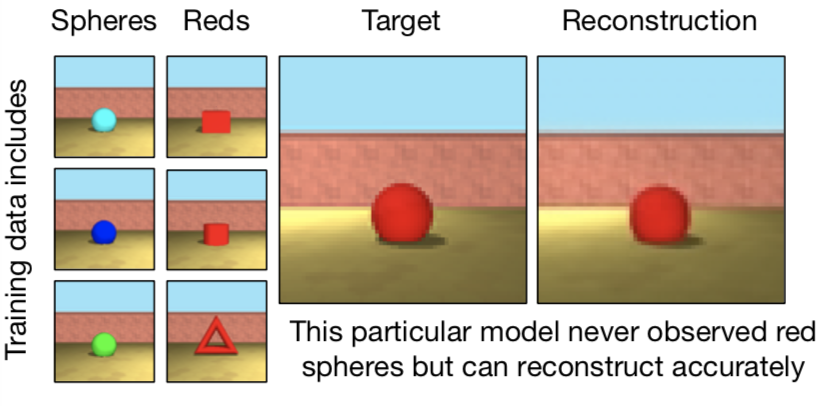 Spheres
Reds
Target
Reconstruction
Training data includes
This particular model never observed red
spheres but can reconstruct accurately